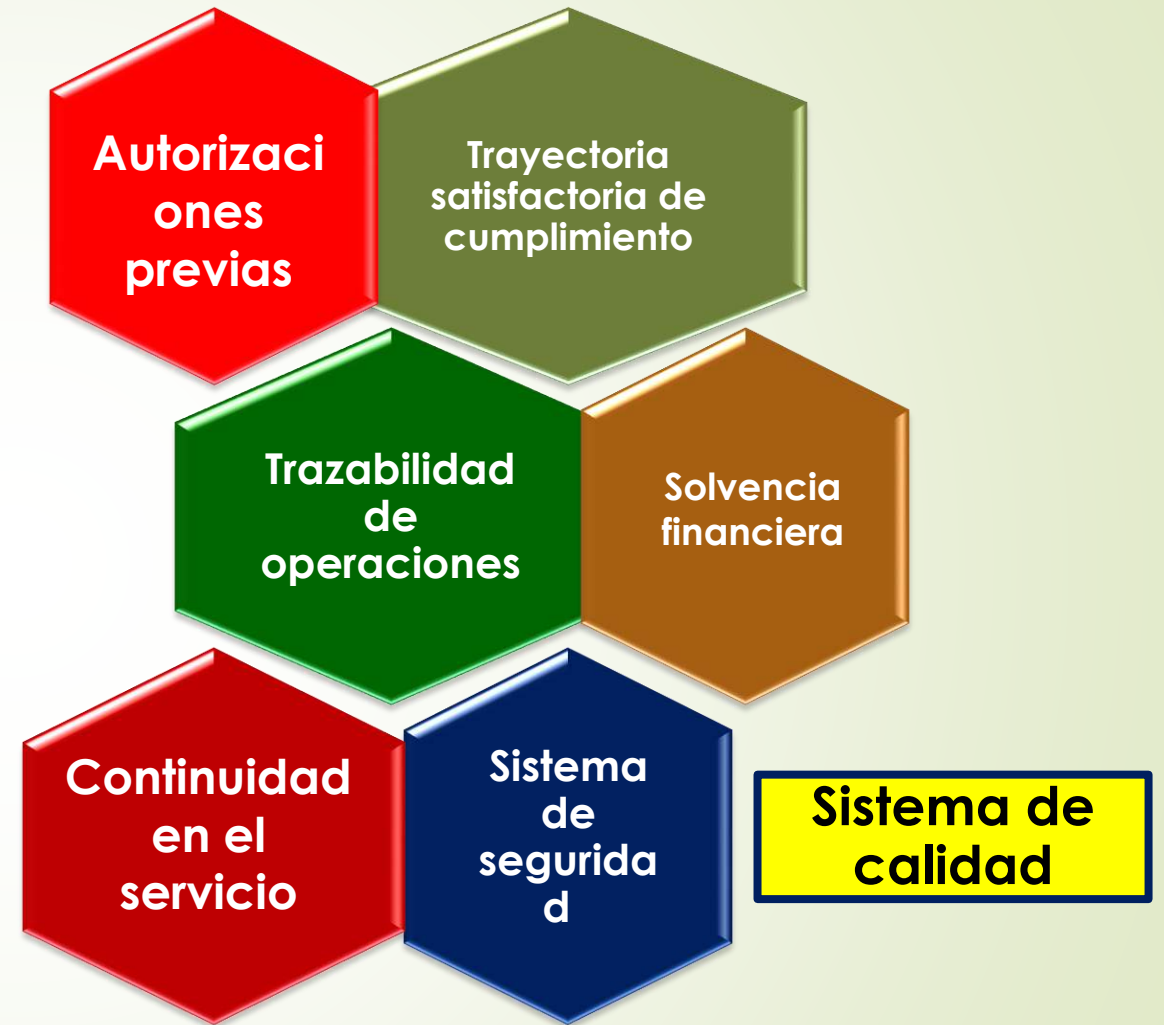 Autorizaci
ones
previas
Trayectoria
satisfactoria de
cumplimiento
Trazabilidad
de
operaciones
Solvencia
financiera
Continuidad
en el
servicio
Sistema
de
segurida
d
Sistema de
calidad